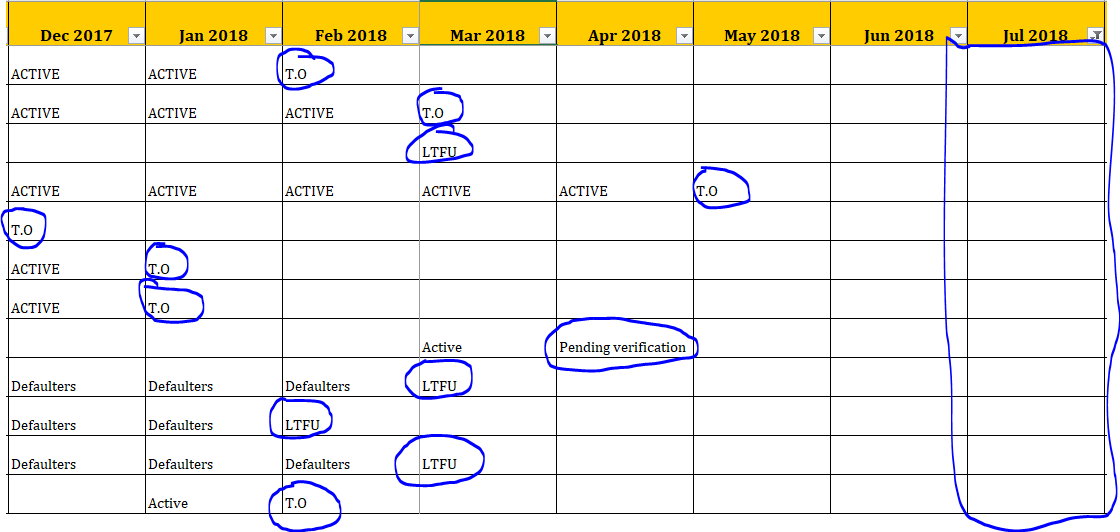 Dec 2017 Jan 2018 Feb 2018 Mar 2018 Apr 2018 May 2018 Jun 2018 Jul 2018
ACTIVE ACTIVE T.O
ACTIVE ACTIVE ACTIVE T.O
LTFU
ACTIVE ACTIVE ACTIVE ACTIVE ACTIVE T.O
T.O
ACTIVE T.O
ACTIVE T.O
Active Pending verification
Defaulters Defaulters Defaulters LTFU
Defaulters Defaulters LTFU
Defaulters Defaulters Defaulters LTFU
Active T.O